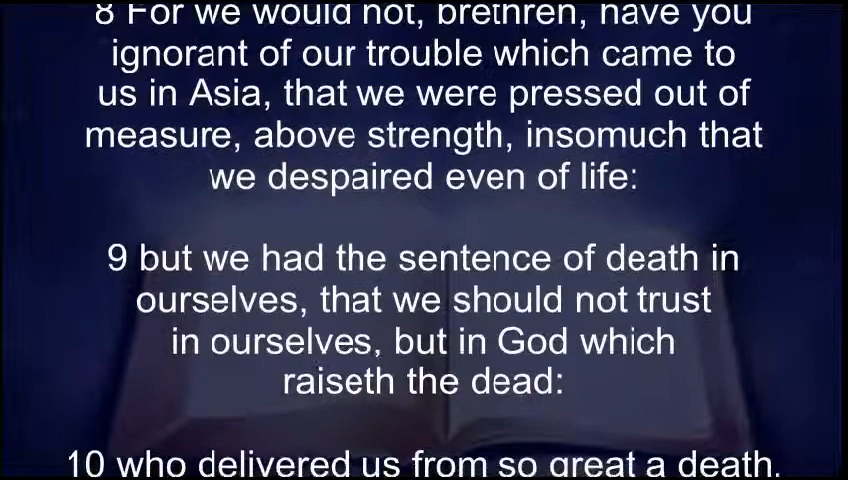 8 For we would not, brethren, have you
ignorant of our trouble which came to
us in Asia, that we were pressed out of
measure, above strength, insomuch that
we despaired even of life:
9 but we had the sentence of death in
ourselves, that we should not trust
in ourselves, but in God which
raiseth the dead:
10 who delivered us from so great a death,